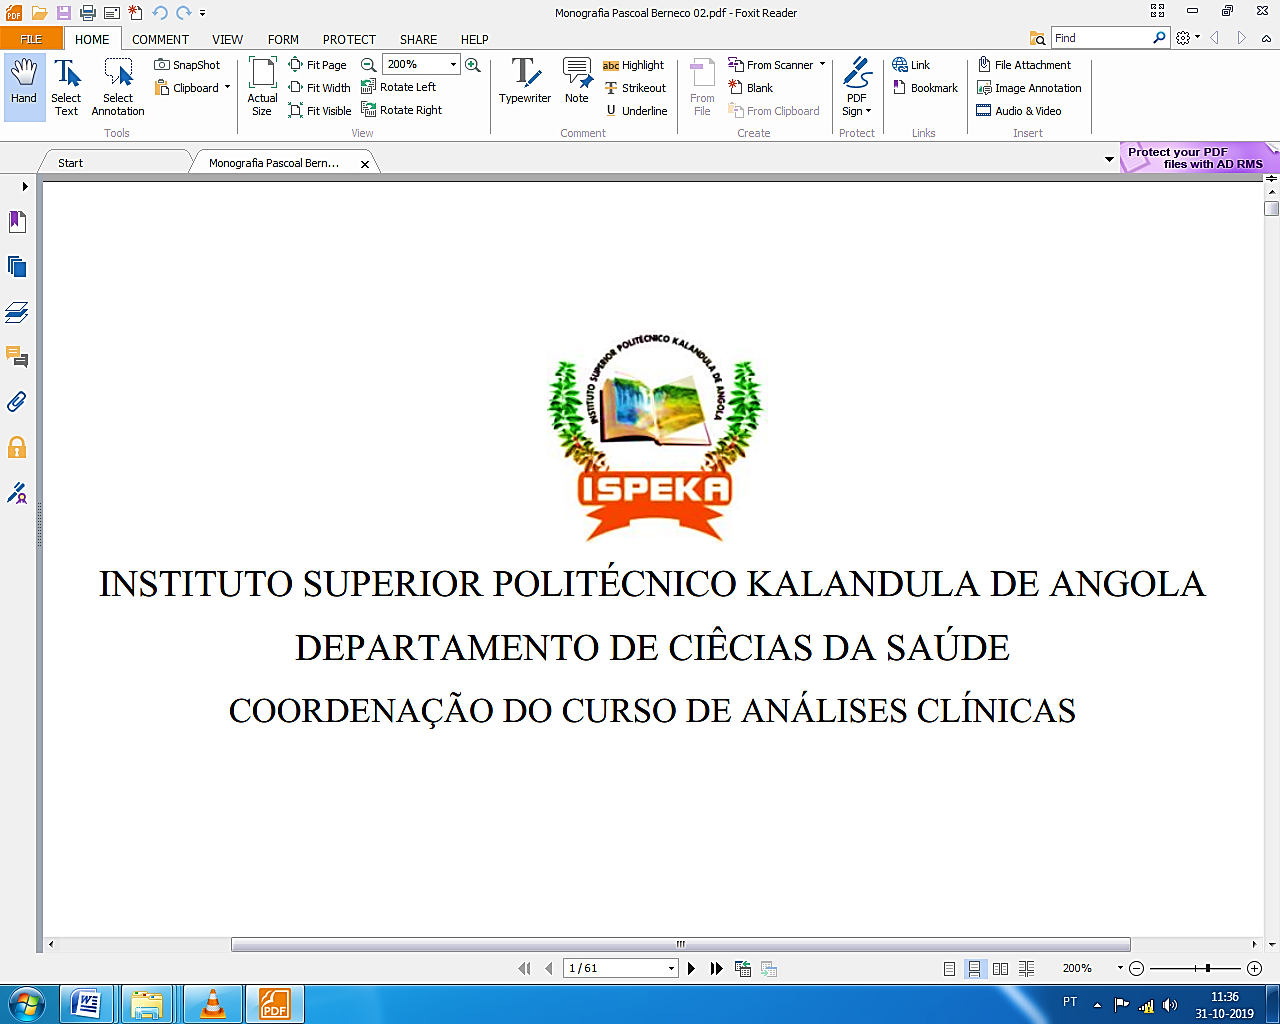 Monografia Pascoal Berneco 02.pdf - Foxit Reader
FILE HOME COMMENT VIEW FORM PROTECT SHARE HELP Find
Hand
Select Text
Select Annotation
SnapShot
Clipboard
Tools
Actual Size
Fit Page
Fit Width
Fit Visible
200%
Rotate Left
Rotate Right
View
Typewriter
Note
abc Highlight
Strikeout
U Underline
Comment
From File
From Scanner
Blank
From Clipboard
Create
PDF Sign
Protect
Link
Bookmark
Links
File Attachment
Image Annotation
Audio & Video
Insert
Start
Monografia Pascoal Bern...
Protect your PDF
files with AD RMS
INSTITUTO SUPERIOR POLITÉCNICO KALANDULA DE ANGOLA
ISPEKA
INSTITUTO SUPERIOR POLITÉCNICO KALANDULA DE ANGOLA
DEPARTAMENTO DE CIÊCIAS DA SAÚDE
COORDENAÇÃO DO CURSO DE ANÁLISES CLÍNICAS
1 / 61
200%
W
PDF
PT
11:36
31-10-2019